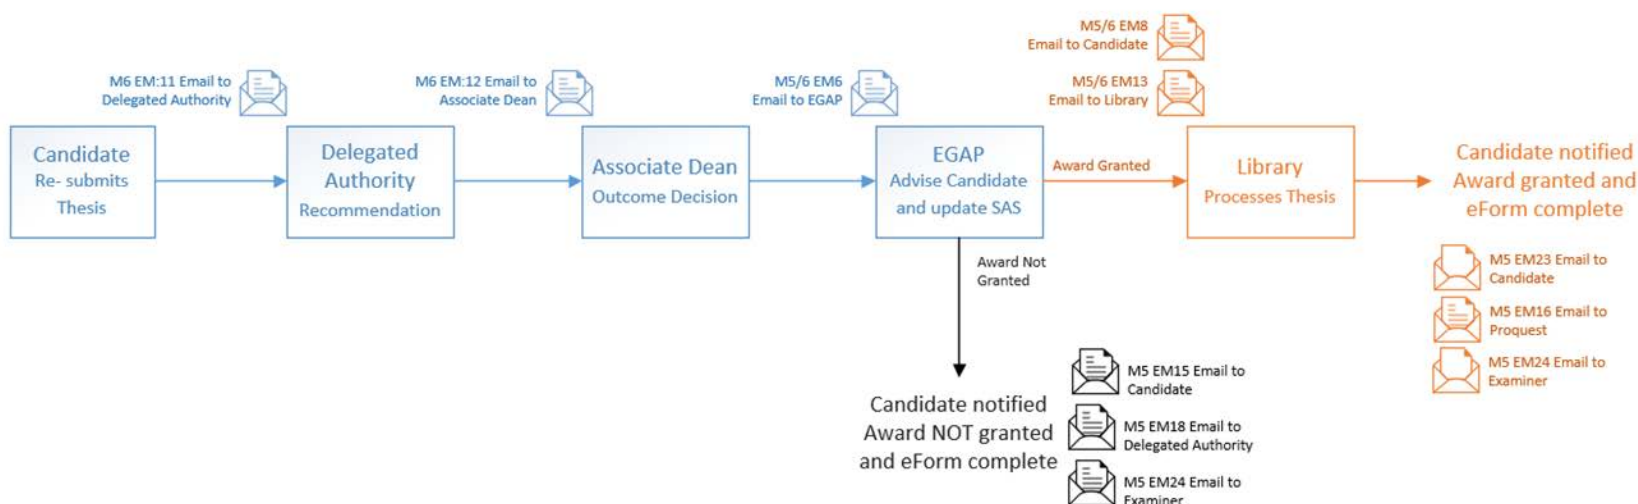 M5/6 EM8
Email to Candidate
M6 EM:11 Email to
Delegated Authority
M6 EM:12 Email to
Associate Dean
M5/6 EM6
Email to EGAP
M5/6 EM13
Email to Library
Candidate
Re- submits
Thesis
Delegated
Authority
Recommendation
Associate Dean
Outcome Decision
EGAP
Advise Candidate
and update SAS
Award Granted
Library
Processes Thesis
Candidate notified
Award granted and
eForm complete
Award Not
Granted
M5 EM23 Email to
Candidate
M5 EM16 Email to
Proquest
M5 EM24 Email to
Examiner
Candidate notified
Award NOT granted
and eForm complete
M5 EM15 Email to
Candidate
M5 EM18 Email to
Delegated Authority
M5 EM24 Email to
Examiner